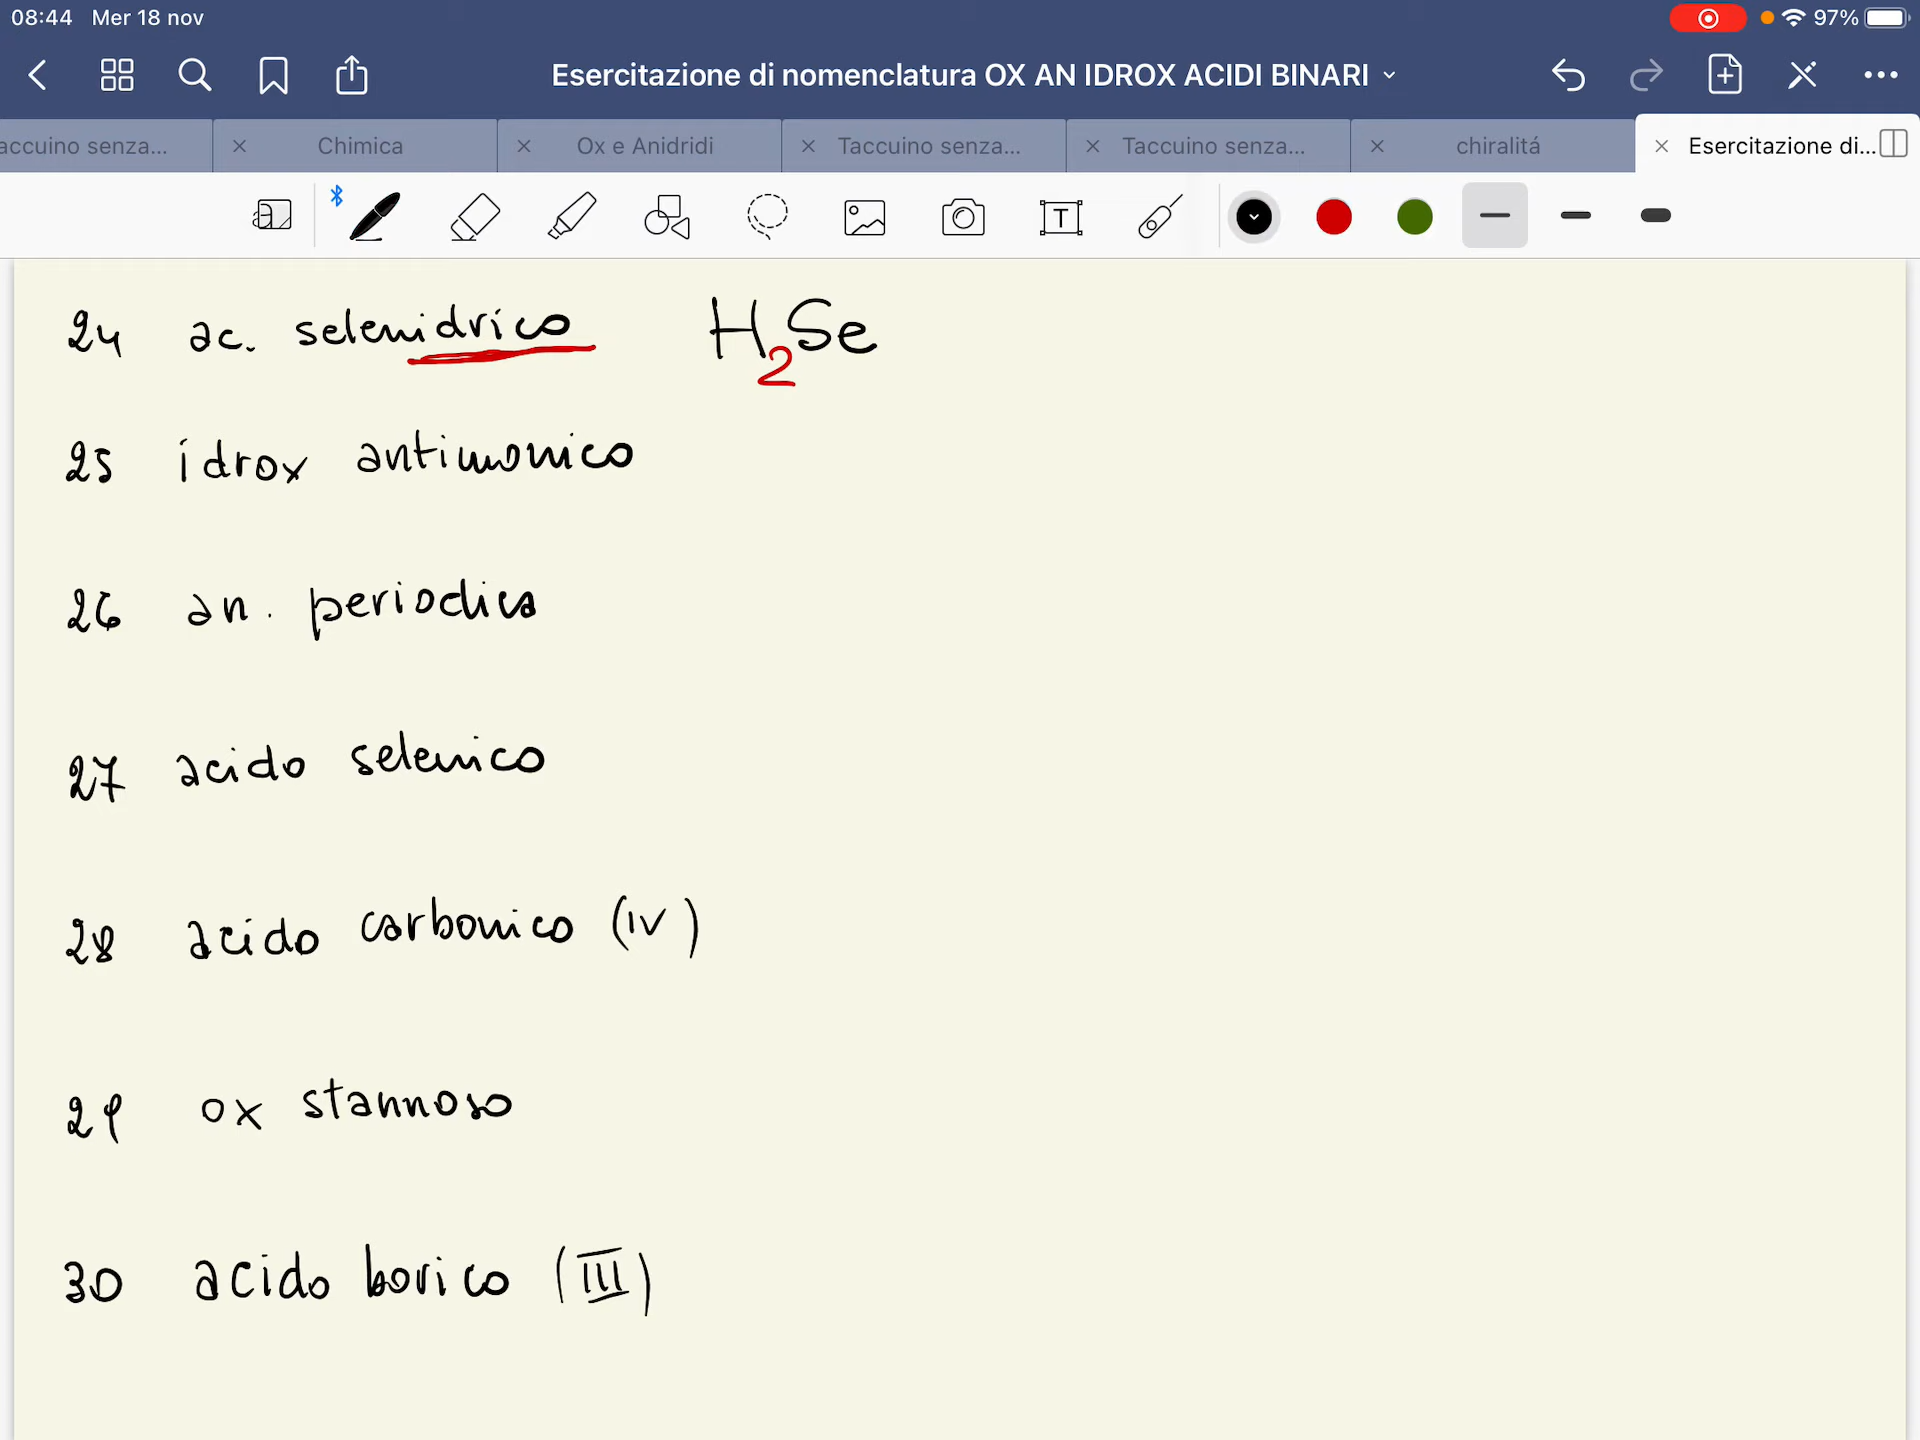 08:44 Mer 18 nov 97%
Esercitazione di nomenclatura OX AN IDROX ACIDI BINARI
accuino senza... Chimica Ox e Anidridi Taccuino senza... Taccuino senza... chiralitá Esercitazione di...
24 ac. selenidrico H2Se
25 idrox antimonico
26 an. periodica
27 acido selenico
28 acido carbonico (IV)
29 ox stannoso
30 acido borico (III)